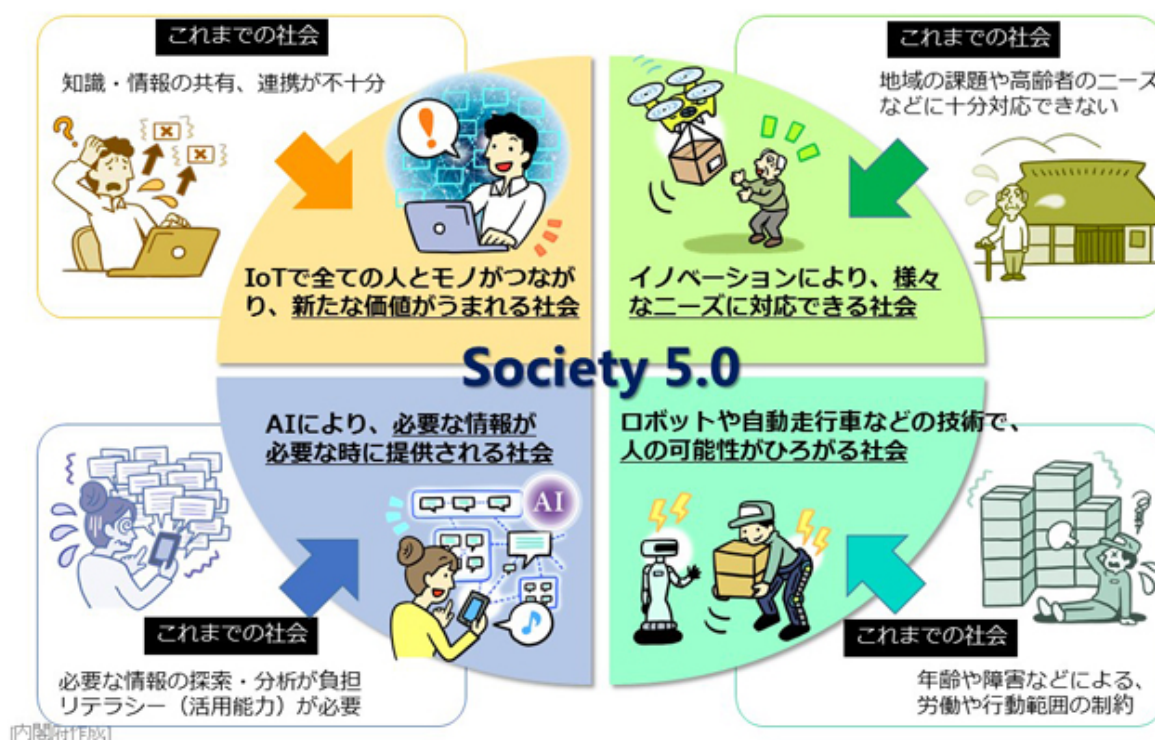 これまでの社会
知識・情報の共有、連携が不十分
IoTで全ての人とモノがつなが
り、新たな価値がうまれる社会
これまでの社会
地域の課題や高齢者のニーズ
などに十分対応できない
イノベーションにより、様々
なニーズに対応できる社会
Society 5.0
AIにより、必要な情報が
必要な時に提供される社会
AI
これまでの社会
必要な情報の探索・分析が負担
リテラシー（活用能力）が必要
ロボットや自動走行車などの技術で、
人の可能性がひろがる社会
これまでの社会
年齢や障害などによる、
労働や行動範囲の制約
[内閣府作成]